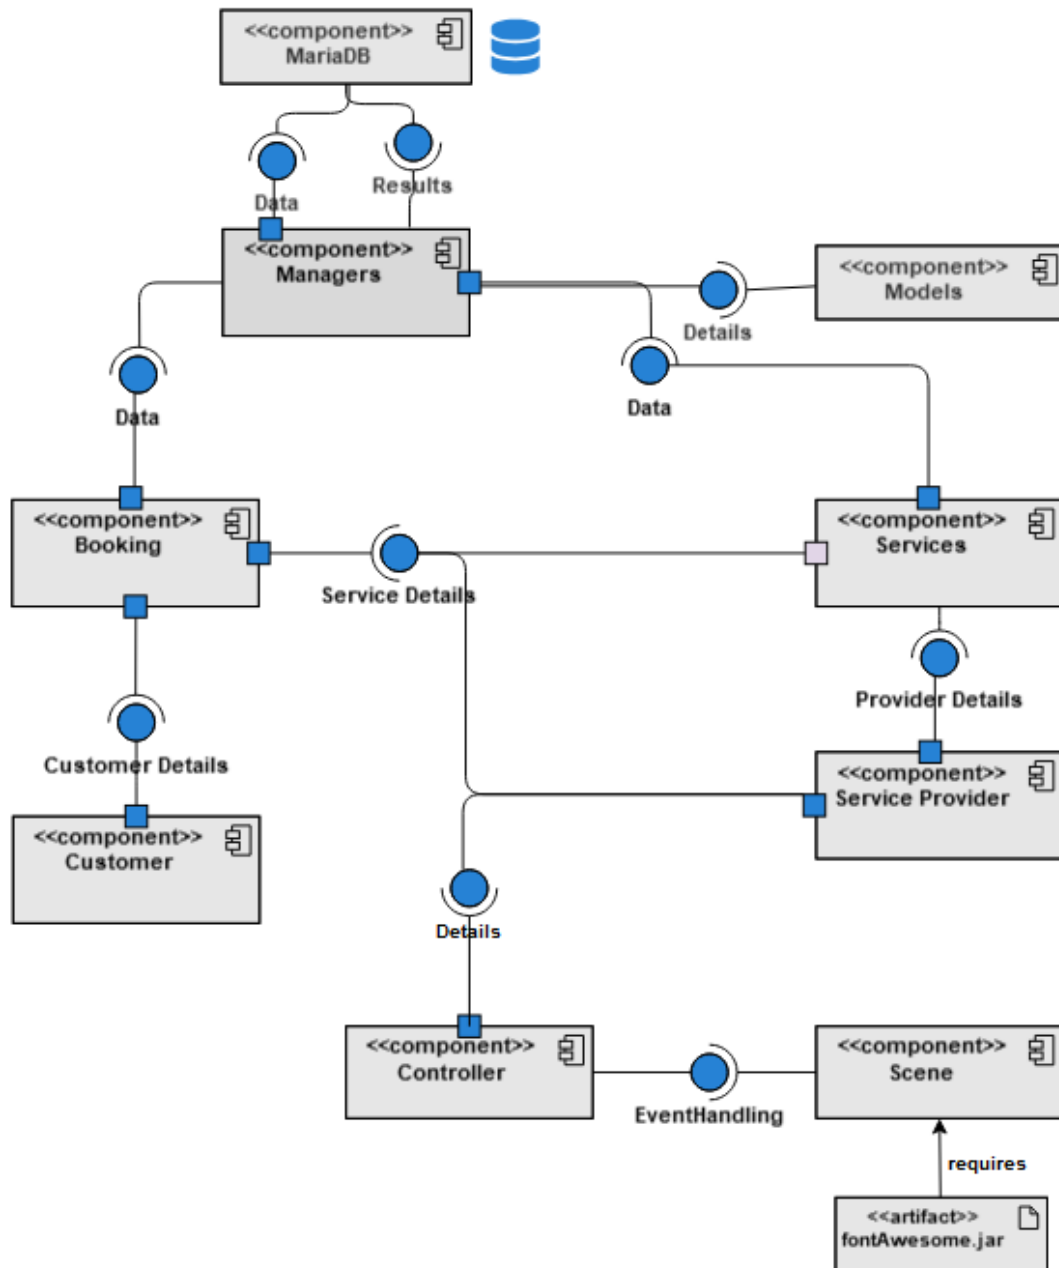 <<component>>
MariaDB
Data
Results
<<component>>
Managers
<<component>>
Models
Details
Data
Data
<<component>>
Booking
<<component>>
Services
Service Details
Provider Details
Customer Details
<<component>>
Service Provider
<<component>>
Customer
Details
<<component>>
Controller
<<component>>
Scene
EventHandling
requires
<<artifact>>
fontAwesome.jar